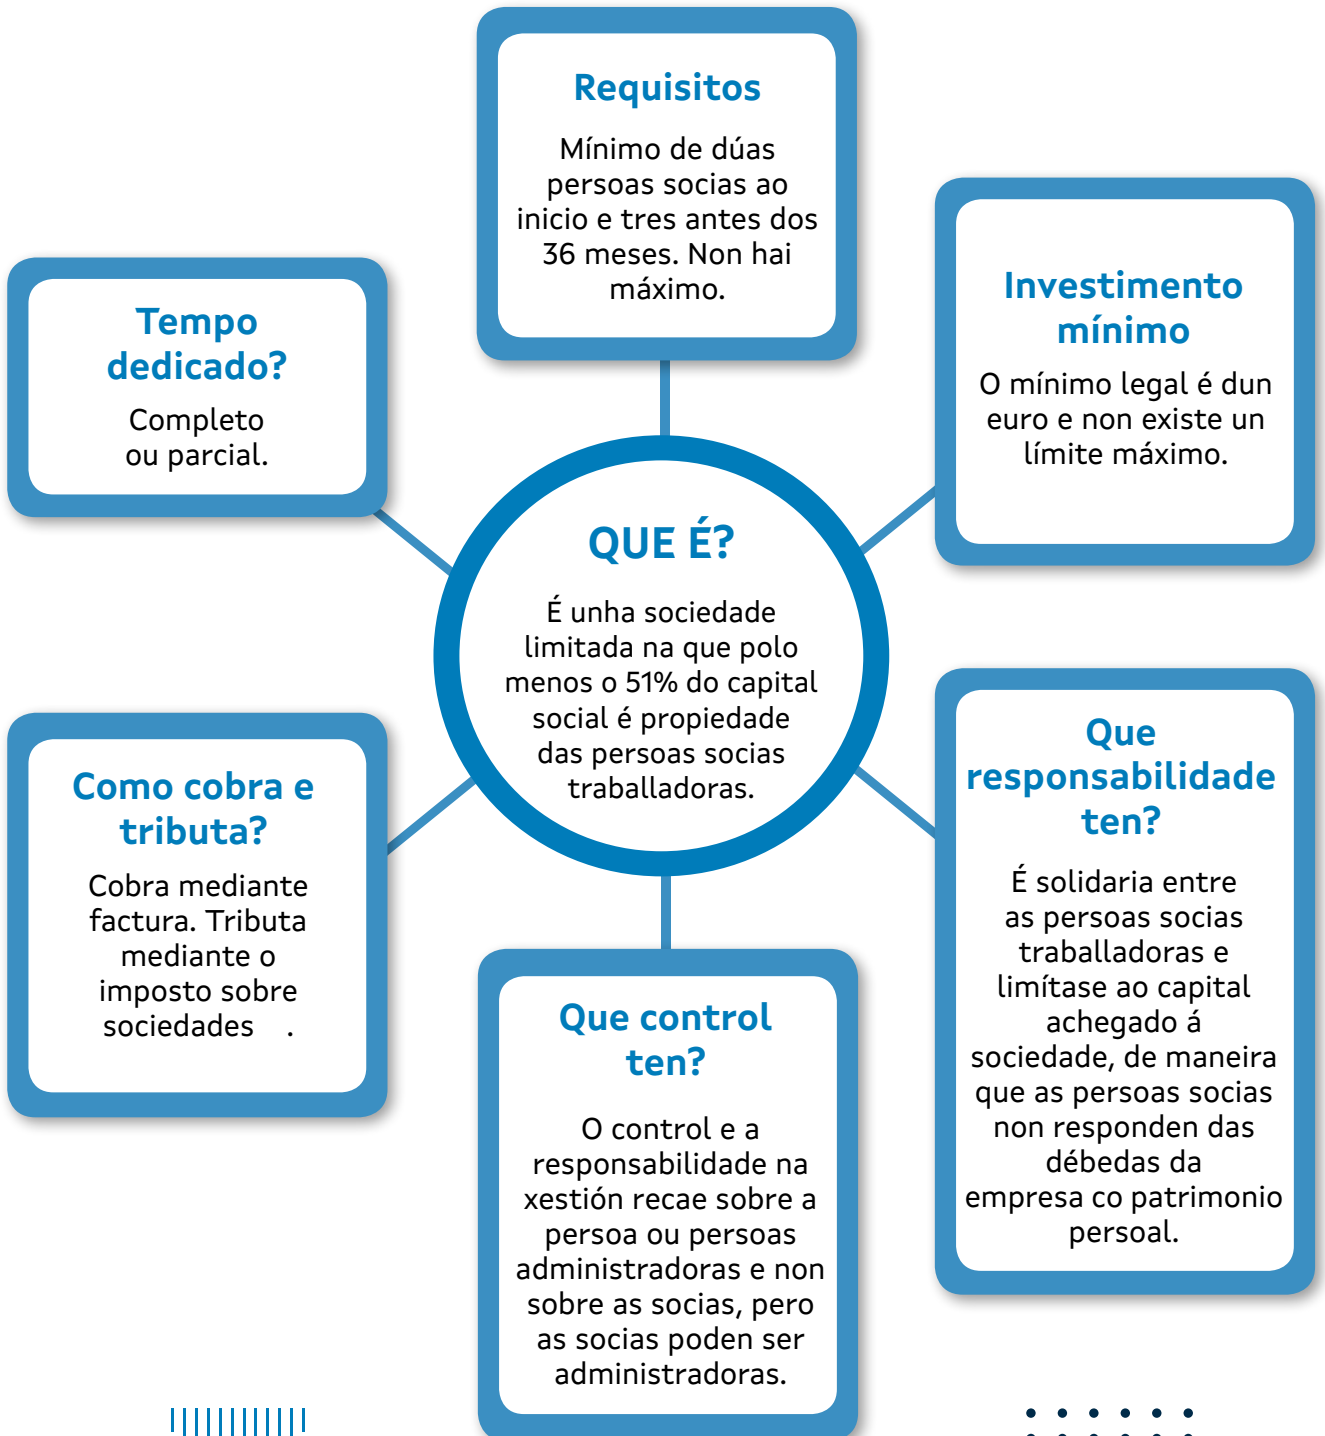 Requisitos
Mínimo de dúas
persoas socias ao
inicio e tres antes dos
36 meses. Non hai
máximo.
Investimento
mínimo
O mínimo legal é dun
euro e non existe un
límite máximo.
Tempo
dedicado?
Completo
ou parcial.
QUE É?
É unha sociedade
limitada na que polo
menos o 51% do capital
social é propiedade
das persoas socias
traballadoras.
Que
responsabilidade
ten?
É solidaria entre
as persoas socias
traballadoras e
limítase ao capital
achegado á
sociedade, de maneira
que as persoas socias
non responden das
débedas da
empresa co patrimonio
persoal.
Como cobra e
tributa?
Cobra mediante
factura. Tributa
mediante o
imposto sobre
sociedades .
Que control
ten?
O control e a
responsabilidade na
xestión recae sobre a
persoa ou persoas
administradoras e non
sobre as socias, pero
as socias poden ser
administradoras.